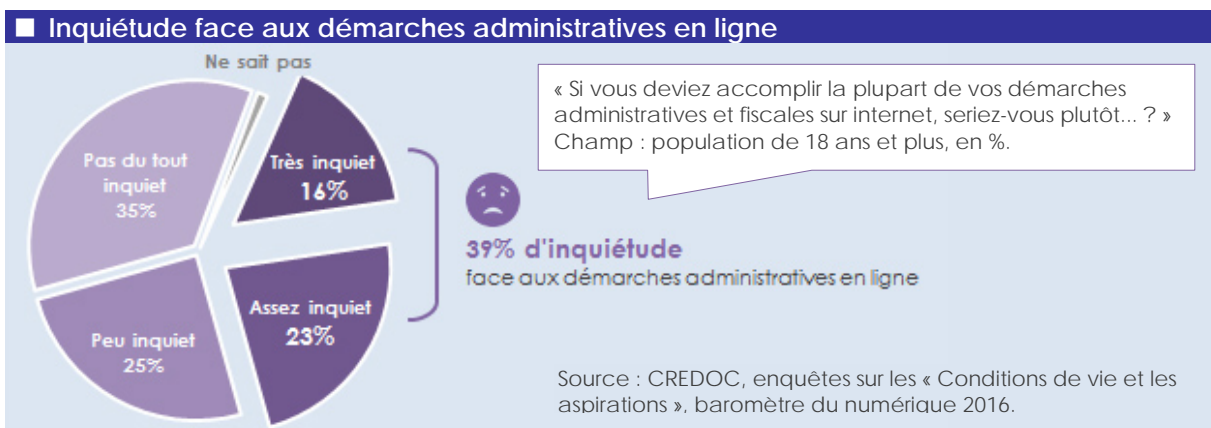 ■ Inquiétude face aux démarches administratives en ligne
Ne sait pas
« Si vous deviez accomplir la plupart de vos démarches
administratives et fiscales sur internet, seriez-vous plutôt... ? »
Champ : population de 18 ans et plus, en %.
Pas du tout
inquiet
35%
Très inquiet
16%
39% d'inquiétude
face aux démarches administratives en ligne
Assez inquiet
23%
Peu inquiet
25%
Source : CREDOC, enquêtes sur les « Conditions de vie et les
aspirations », baromètre du numérique 2016.